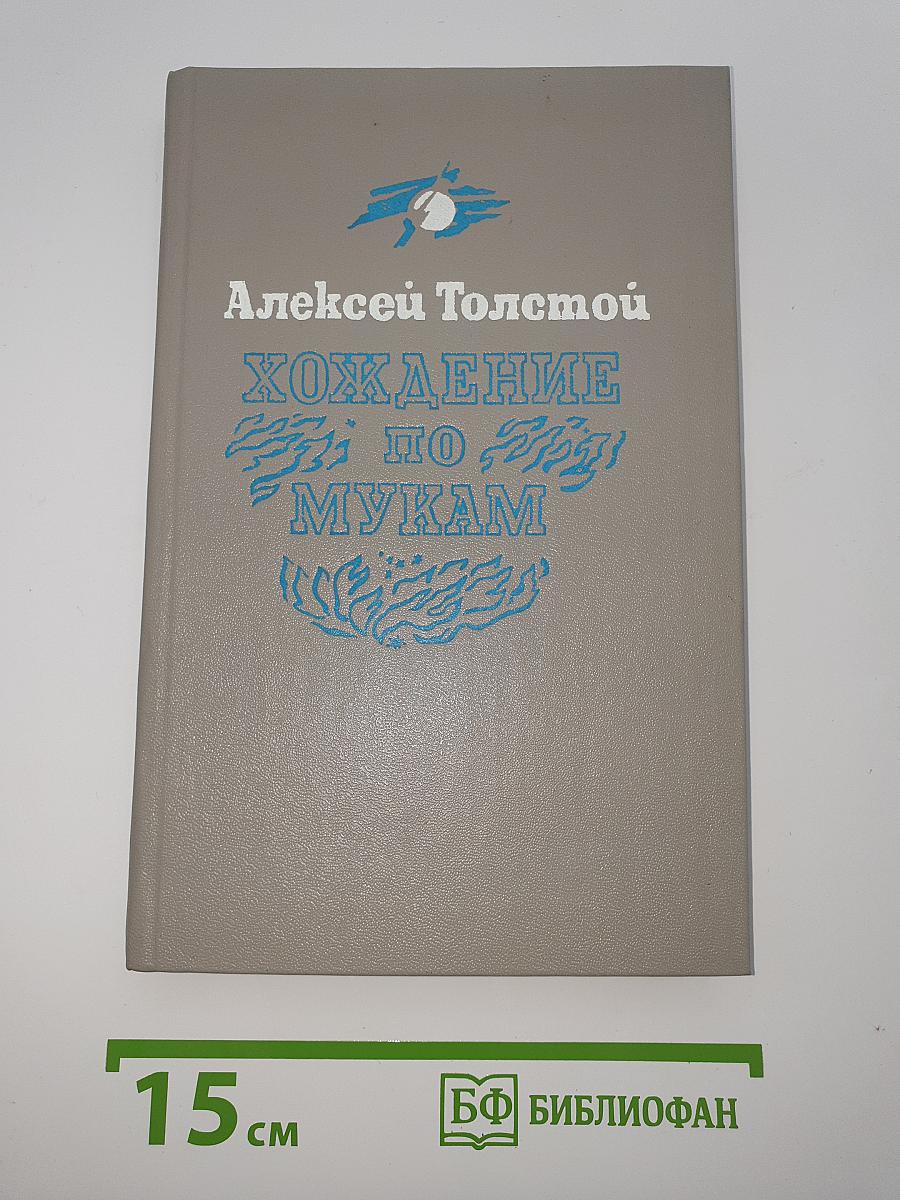 Алексей Толстой
ХОЖДЕНИЕ
ПО
МУКАМ
15 см
БФ БИБЛИОФАН